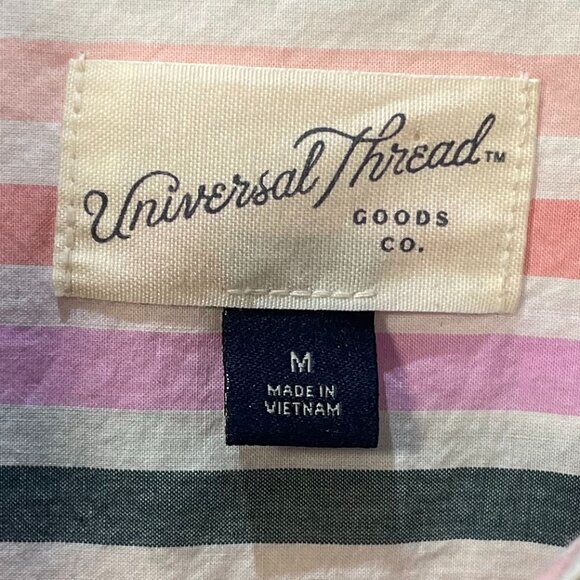 Universal Thread™
GOODS
CO.
M
MADE IN
VIETNAM